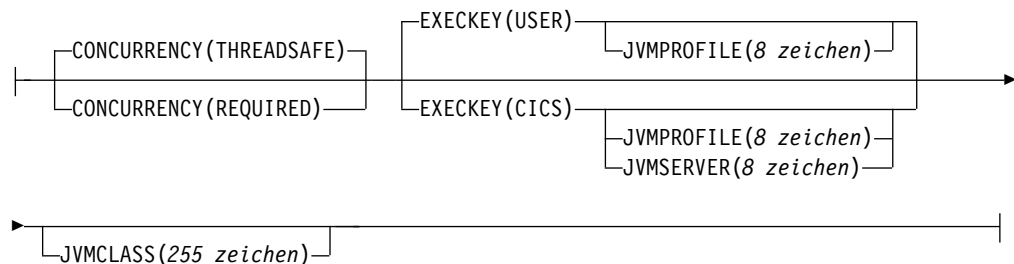 CONCURRENCY(THREADSAFE)
CONCURRENCY(REQUIRED)
EXECKEY(USER)
JVMPROFILE(8 zeichen)
EXECKEY(CICS)
JVMPROFILE(8 zeichen)
JVMSERVER(8 zeichen)
JVMCLASS(255 zeichen)